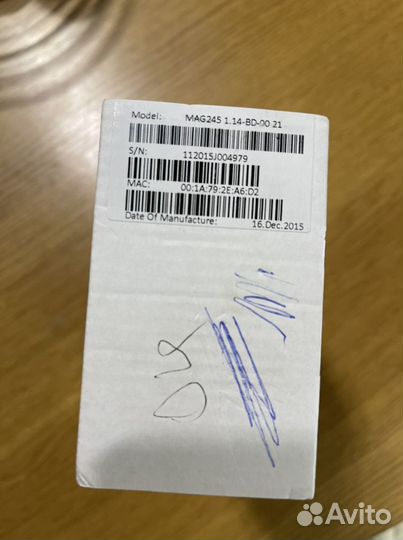 Model: MAG245 1.14-BD-00 21
S/N: 112015J004979
MAC: 00:1A:79:2E:A6:D2
Date Of Manufacture: 16.Dec.2015
Avito